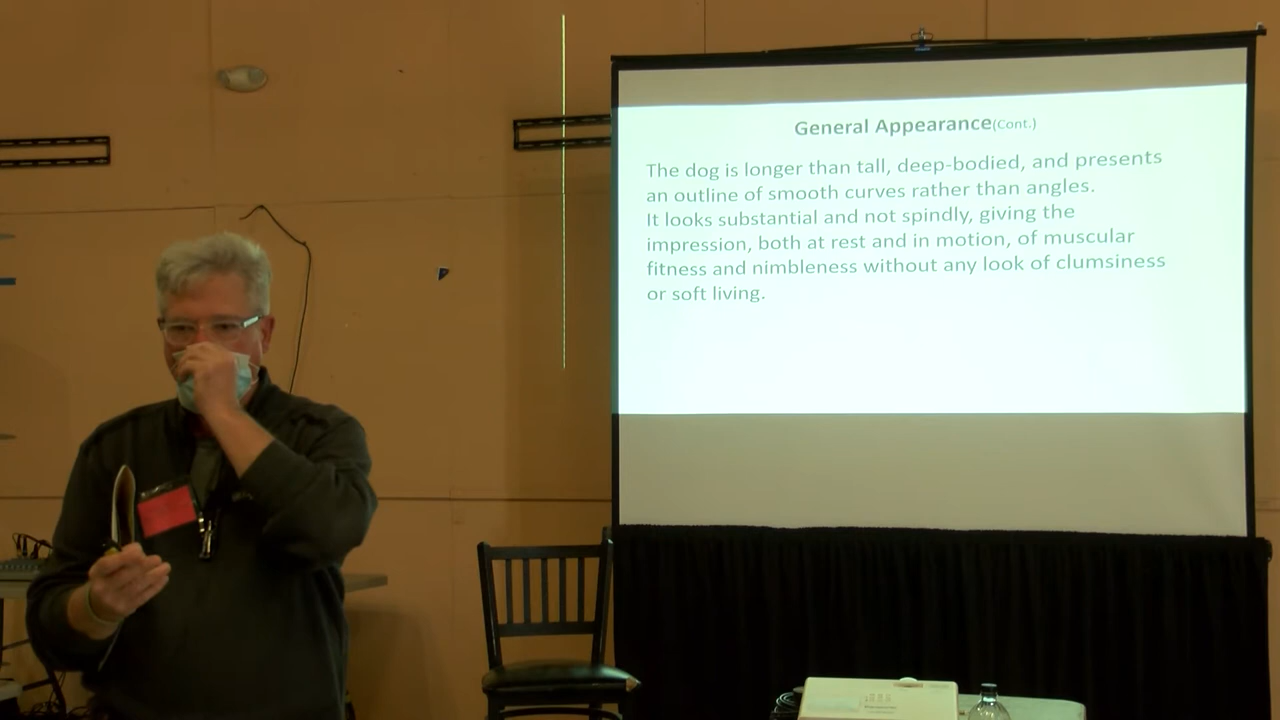 General Appearance(Cont.)
The dog is longer than tall, deep-bodied, and presents
an outline of smooth curves rather than angles.
It looks substantial and not spindly, giving the
impression, both at rest and in motion, of muscular
fitness and nimbleness without any look of clumsiness
or soft living.